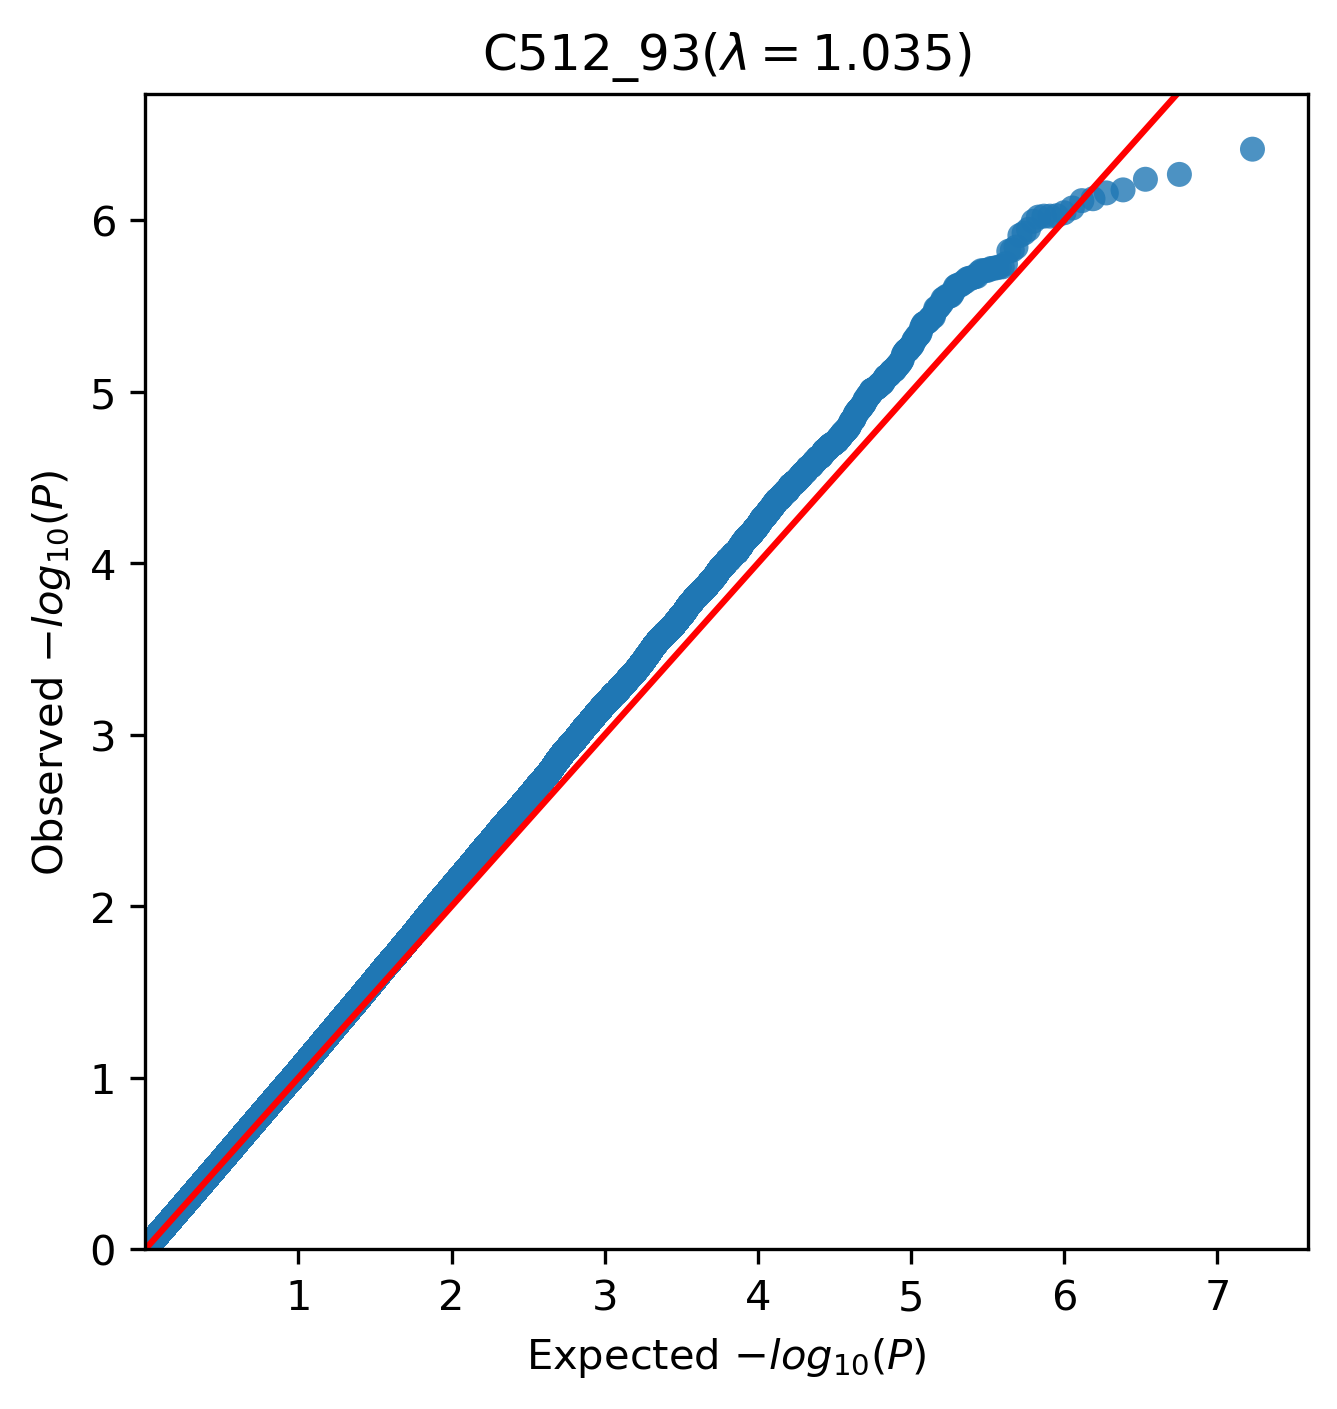 C512_93(λ = 1.035)
Observed −log₁₀(P)
6
5
4
3
2
1
0
1 2 3 4 5 6 7
Expected −log₁₀(P)